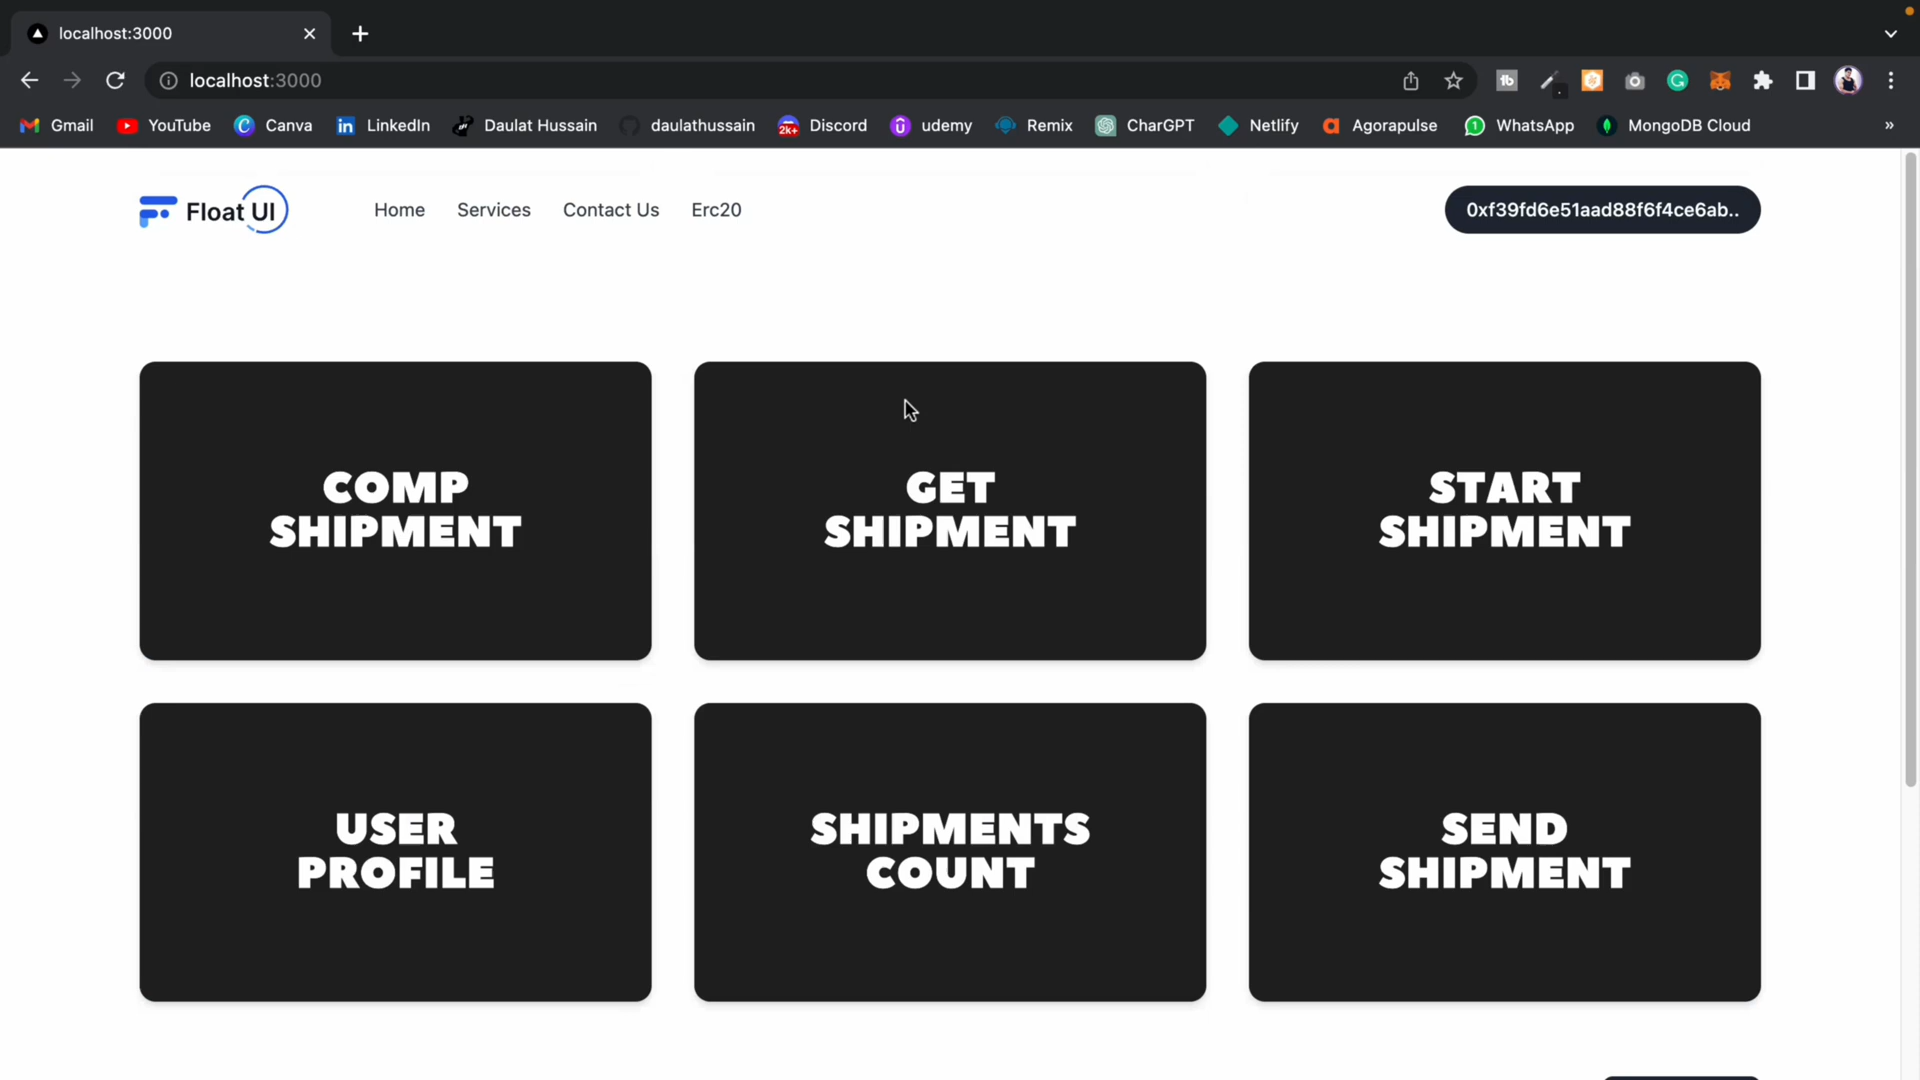 localhost:3000
localhost:3000
Gmail YouTube Canva LinkedIn Daulat Hussain daulathussain 2k+ Discord udemy Remix CharGPT Netlify Agorapulse 1 WhatsApp MongoDB Cloud »
Float UI Home Services Contact Us Erc20 0xf39fd6e51aad88f6f4ce6ab..
COMP
SHIPMENT
GET
SHIPMENT
START
SHIPMENT
USER
PROFILE
SHIPMENTS
COUNT
SEND
SHIPMENT